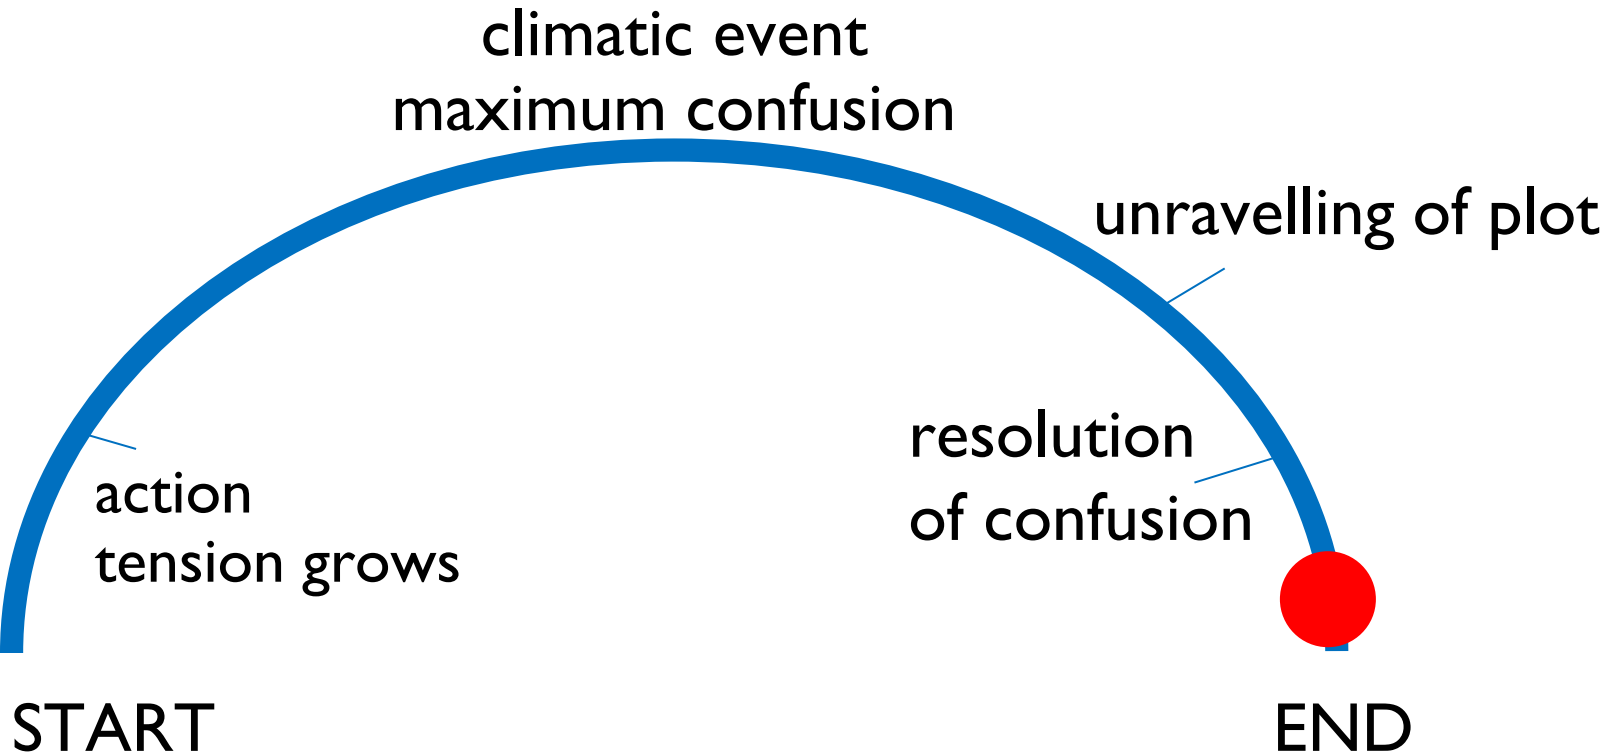 climatic event
maximum confusion
unravelling of plot
resolution
of confusion
action
tension grows
START
END